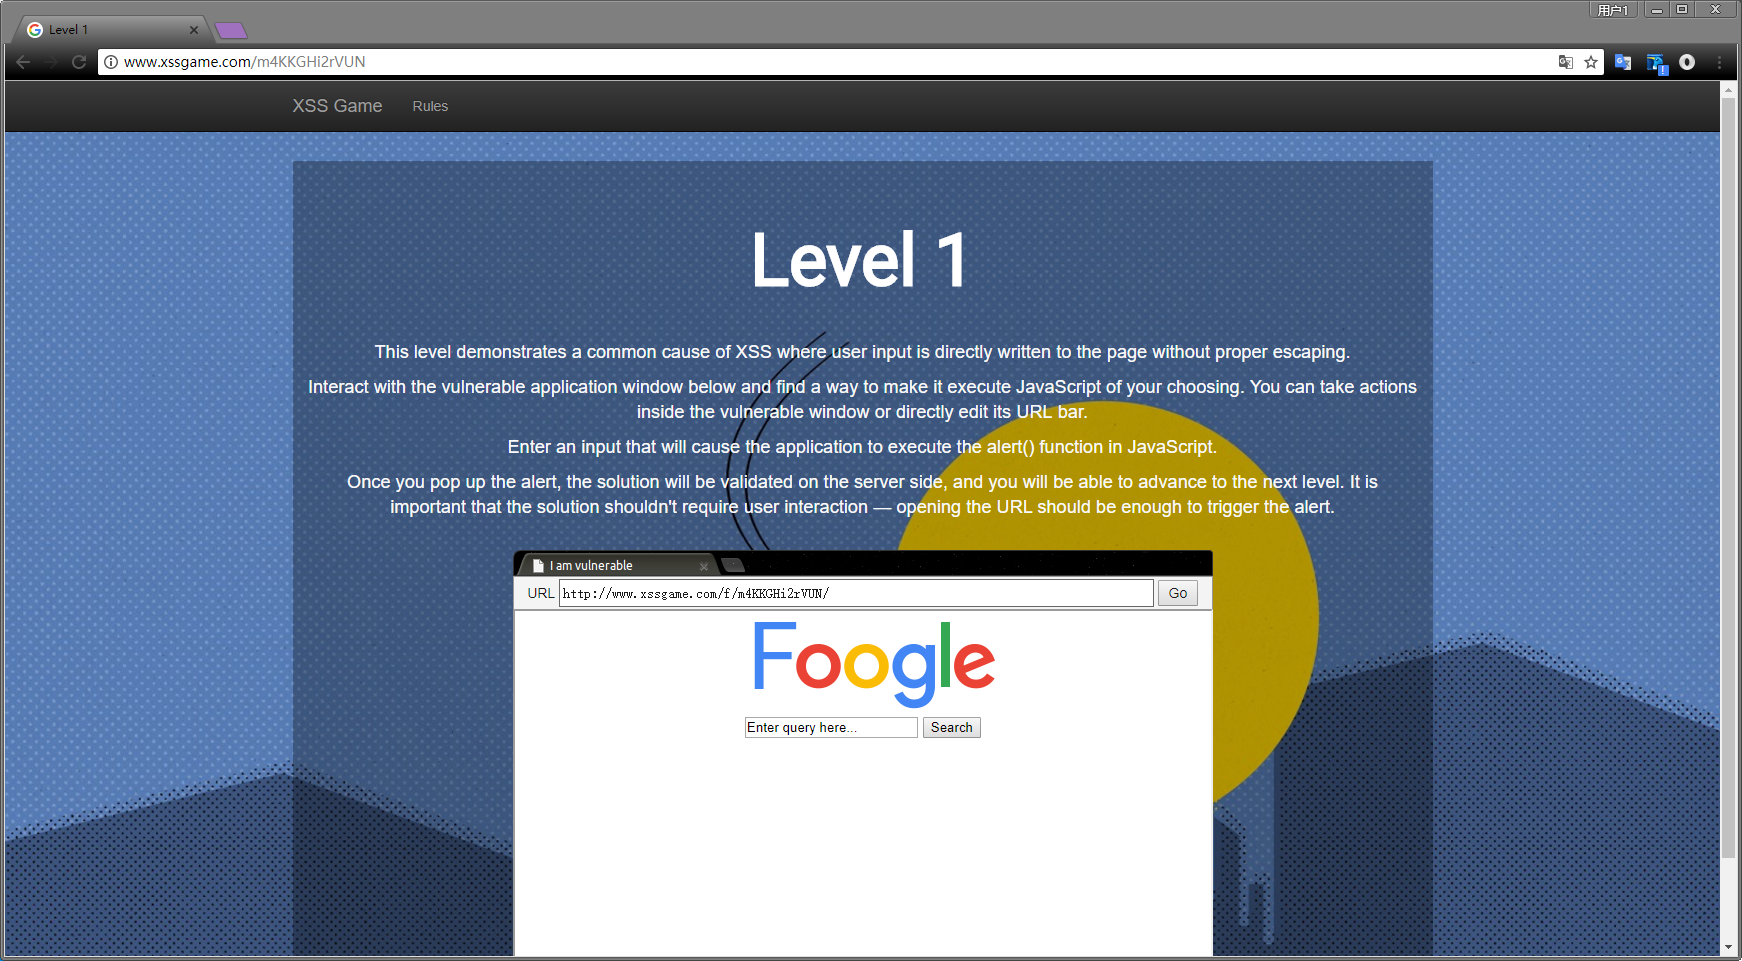 用户1
Level 1
www.xssgame.com/m4KKGHi2rVUN
XSS Game Rules
Level 1
This level demonstrates a common cause of XSS where user input is directly written to the page without proper escaping.
Interact with the vulnerable application window below and find a way to make it execute JavaScript of your choosing. You can take actions
inside the vulnerable window or directly edit its URL bar.
Enter an input that will cause the application to execute the alert() function in JavaScript.
Once you pop up the alert, the solution will be validated on the server side, and you will be able to advance to the next level. It is
important that the solution shouldn't require user interaction — opening the URL should be enough to trigger the alert.
I am vulnerable
URL http://www.xssgame.com/f/m4KKGHi2rVUN/ Go
Foogle
Enter query here... Search